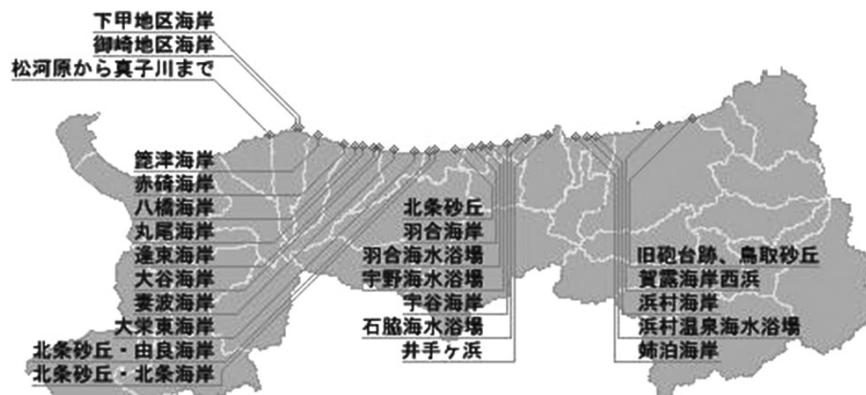 下甲地区海岸
御崎地区海岸
松河原から真子川まで
箆津海岸
赤碕海岸
八橋海岸
丸尾海岸
逢束海岸
大谷海岸
妻波海岸
大栄東海岸
北条砂丘・由良海岸
北条砂丘・北条海岸
北条砂丘
羽合海岸
羽合海水浴場
宇野海水浴場
宇谷海岸
石脇海水浴場
井手ヶ浜
旧砲台跡、鳥取砂丘
賀露海岸西浜
浜村海岸
浜村温泉海水浴場
姉泊海岸